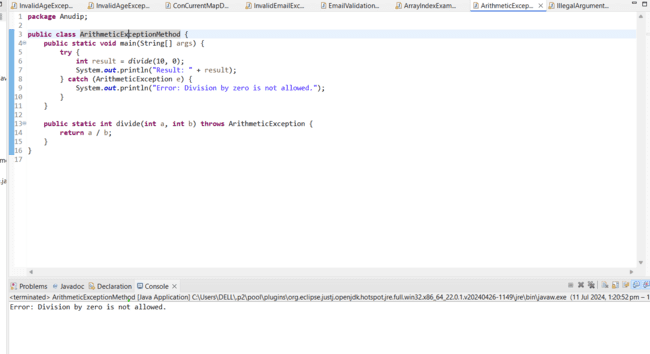 InvalidAgeExcep... InvalidAgeExcep... ConCurrentMapD... InvalidEmailExc... EmailValidation... ArrayIndexExam... ArithmeticExcep... IllegalArgument...
1 package Anudip;
2
3 public class ArithmeticExceptionMethod {
4 public static void main(String[] args) {
5 try {
6 int result = divide(10, 0);
7 System.out.println("Result: " + result);
8 } catch (ArithmeticException e) {
9 System.out.println("Error: Division by zero is not allowed.");
10 }
11 }
12
13 public static int divide(int a, int b) throws ArithmeticException {
14 return a / b;
15 }
16 }
17
Problems Javadoc Declaration Console
<terminated> ArithmeticExceptionMethod [Java Application] C:\Users\DELL\.p2\pool\plugins\org.eclipse.justj.openjdk.hotspot.jre.full.win32.x86_64_22.0.1.v20240426-1149\jre\bin\javaw.exe (11 Jul 2024, 1:20:52 pm – 1
Error: Division by zero is not allowed.